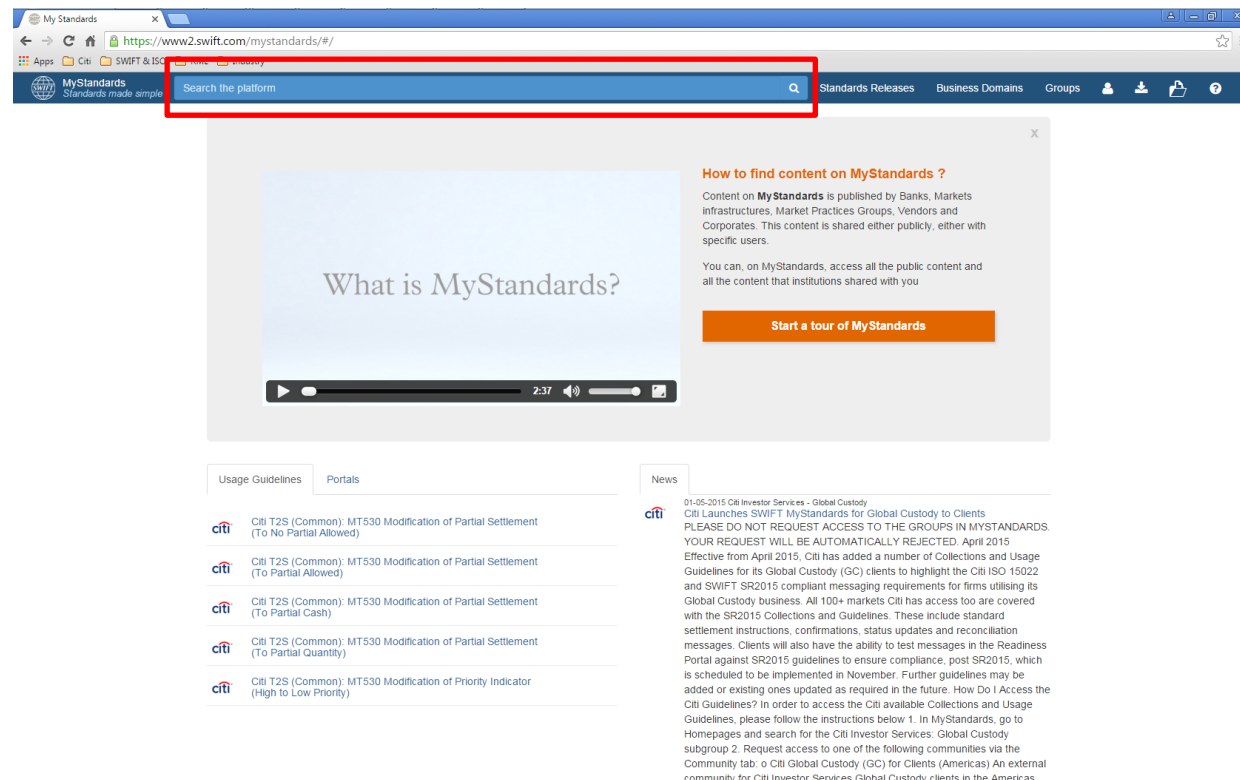 My Standards
https://www2.swift.com/mystandards/#/
Apps Citi SWIFT & ISO Industry
SWIFT
MyStandards
Standards made simple
Search the platform
Standards Releases Business Domains Groups
x
How to find content on MyStandards ?
Content on MyStandards is published by Banks, Markets
infrastructures, Market Practices Groups, Vendors and
Corporates. This content is shared either publicly, either with
specific users.
You can, on MyStandards, access all the public content and
all the content that institutions shared with you
Start a tour of MyStandards
What is MyStandards?
2:37
Usage Guidelines Portals
citi Citi T2S (Common): MT530 Modification of Partial Settlement
(To No Partial Allowed)
citi Citi T2S (Common): MT530 Modification of Partial Settlement
(To Partial Allowed)
citi Citi T2S (Common): MT530 Modification of Partial Settlement
(To Partial Cash)
citi Citi T2S (Common): MT530 Modification of Partial Settlement
(To Partial Quantity)
citi Citi T2S (Common): MT530 Modification of Priority Indicator
(High to Low Priority)
News
01-05-2015 Citi Investor Services - Global Custody
citi Citi Launches SWIFT MyStandards for Global Custody to Clients
PLEASE DO NOT REQUEST ACCESS TO THE GROUPS IN MYSTANDARDS.
YOUR REQUEST WILL BE AUTOMATICALLY REJECTED. April 2015
Effective from April 2015, Citi has added a number of Collections and Usage
Guidelines for its Global Custody (GC) clients to highlight the Citi ISO 15022
and SWIFT SR2015 compliant messaging requirements for firms utilising its
Global Custody business. All 100+ markets Citi has access too are covered
with the SR2015 Collections and Guidelines. These include standard
settlement instructions, confirmations, status updates and reconciliation
messages. Clients will also have the ability to test messages in the Readiness
Portal against SR2015 guidelines to ensure compliance, post SR2015, which
is scheduled to be implemented in November. Further guidelines may be
added or existing ones updated as required in the future. How Do I Access the
Citi Guidelines? In order to access the Citi available Collections and Usage
Guidelines, please follow the instructions below 1. In MyStandards, go to
Homepages and search for the Citi Investor Services: Global Custody
subgroup 2. Request access to one of the following communities via the
Community tab: o Citi Global Custody (GC) for Clients (Americas) An external
community for Citi Investor Services Global Custody clients in the Americas